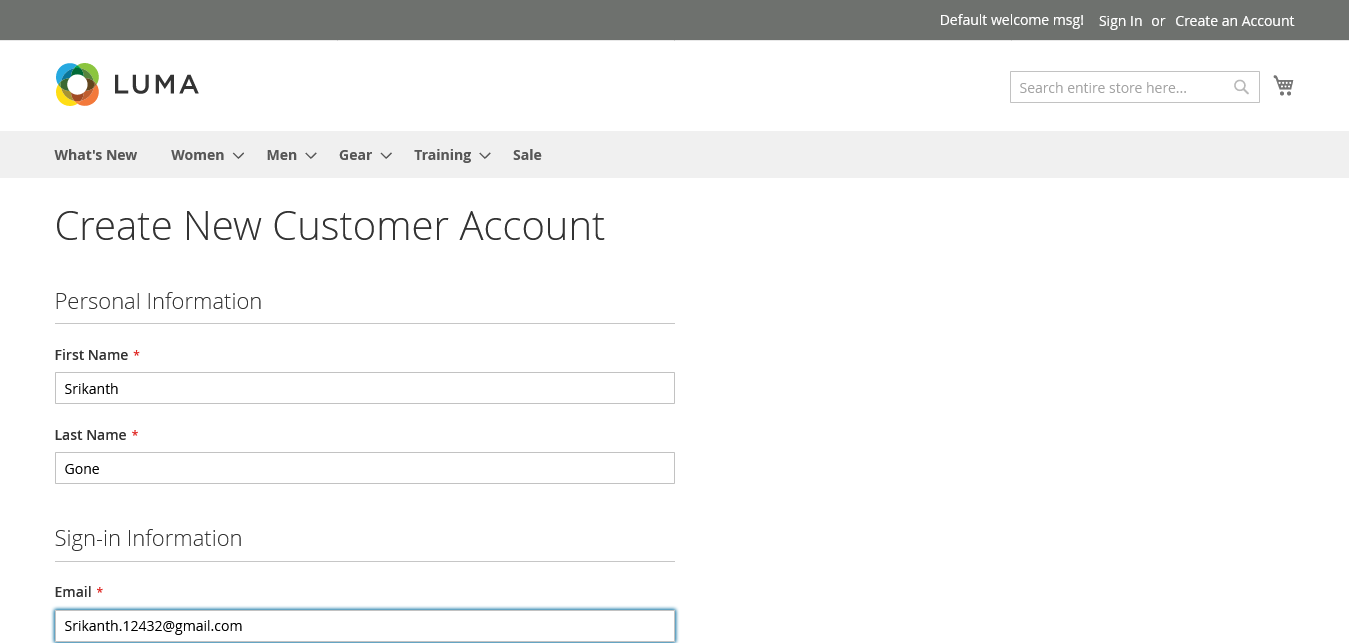 Default welcome msg! Sign In or Create an Account
LUMA
Search entire store here...
What's New Women Men Gear Training Sale
Create New Customer Account
Personal Information
First Name *
Srikanth
Last Name *
Gone
Sign-in Information
Email *
Srikanth.12432@gmail.com